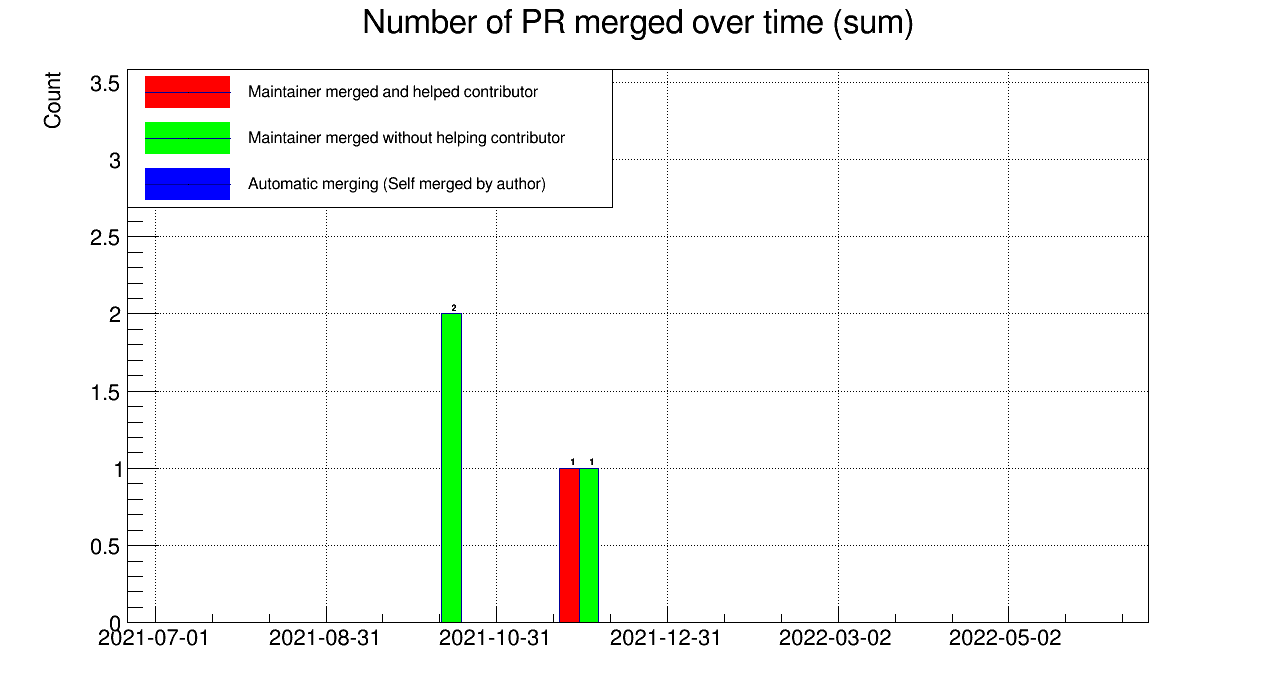 Number of PR merged over time (sum)
Count
Maintainer merged and helped contributor
Maintainer merged without helping contributor
Automatic merging (Self merged by author)
3.5
3
2.5
2
1.5
1
0.5
0
2
1 1
2021-07-01 2021-08-31 2021-10-31 2021-12-31 2022-03-02 2022-05-02